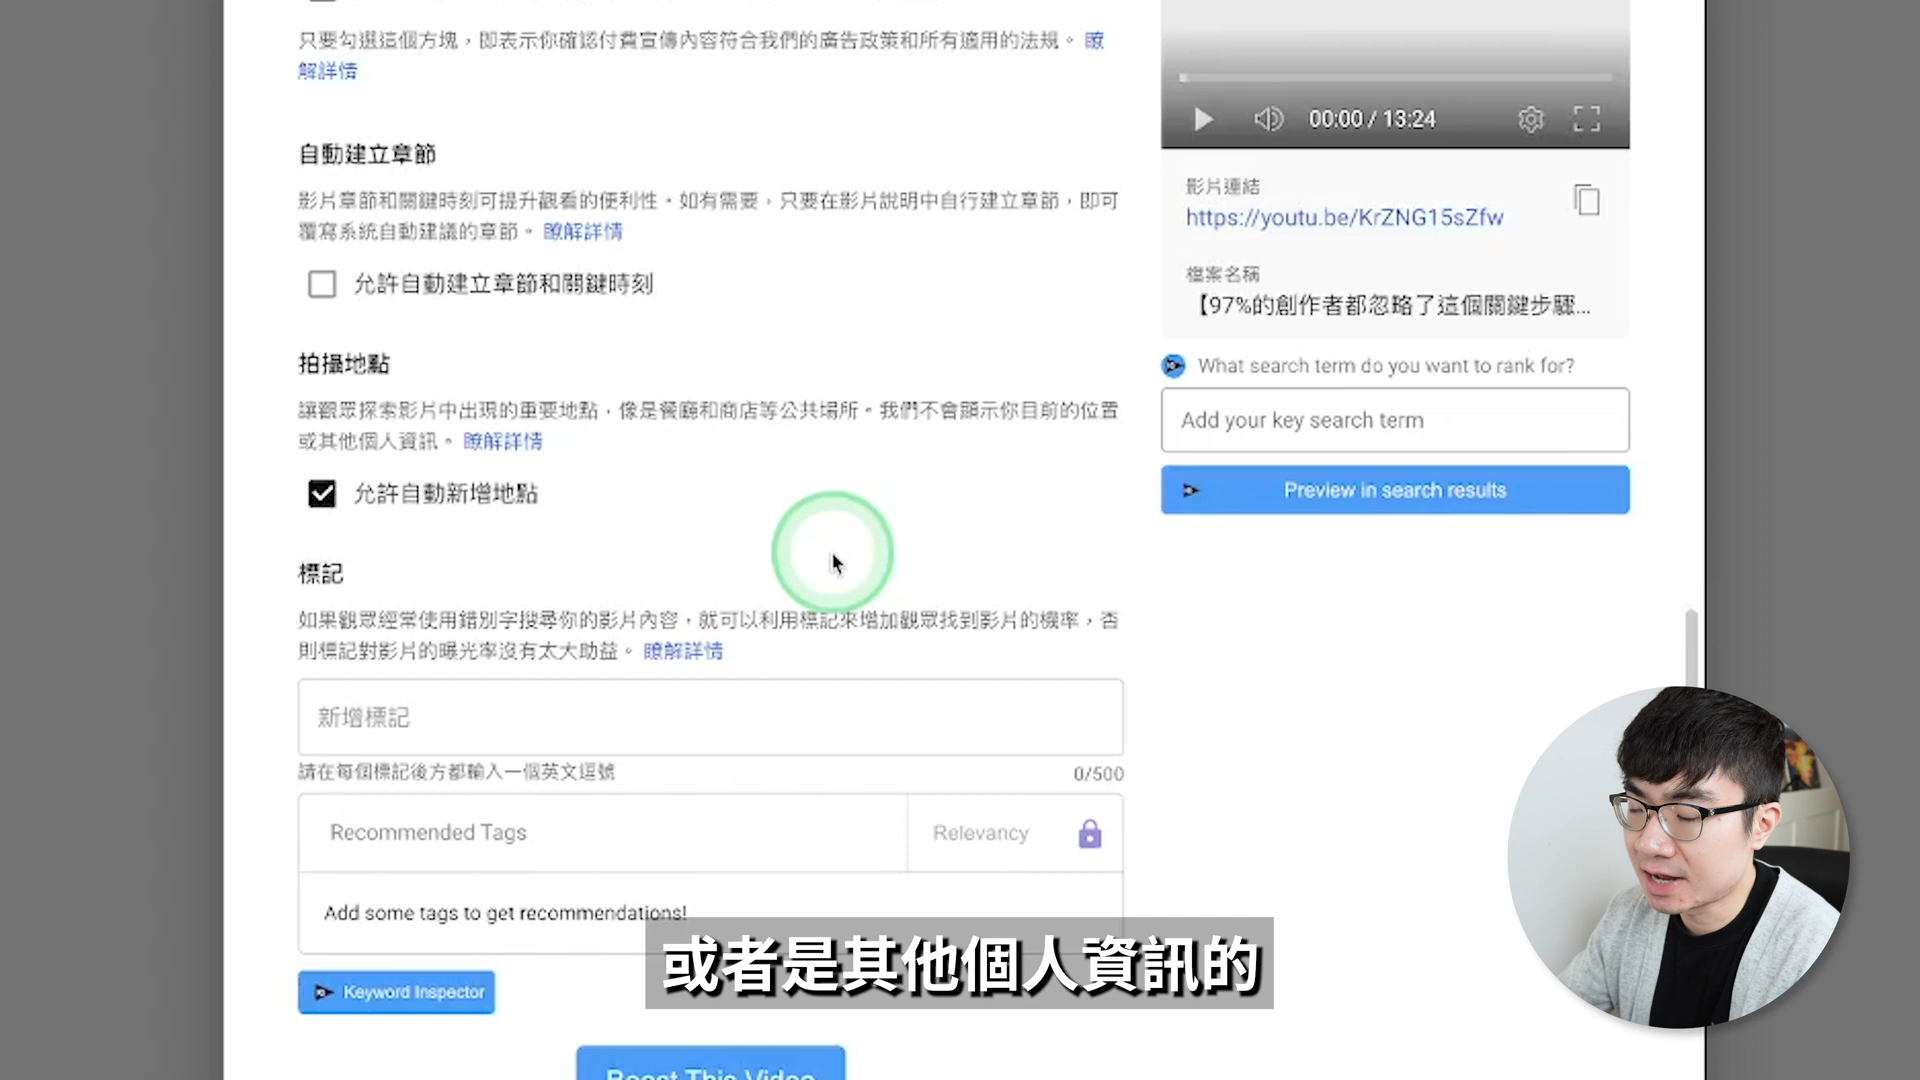 只要勾選這個方塊，即表示你確認付費宣傳內容符合我們的廣告政策和所有適用的法規。 瞭
解詳情
自動建立章節
影片章節和關鍵時刻可提升觀看的便利性。如有需要，只要在影片說明中自行建立章節，即可
覆寫系統自動建議的章節。 瞭解詳情
允許自動建立章節和關鍵時刻
拍攝地點
讓觀眾探索影片中出現的重要地點，像是餐廳和商店等公共場所。我們不會顯示你目前的位置
或其他個人資訊。 瞭解詳情
允許自動新增地點
標記
如果觀眾經常使用錯別字搜尋你的影片內容，就可以利用標記來增加觀眾找到影片的機率，否
則標記對影片的曝光率沒有太大助益。 瞭解詳情
新增標記
請在每個標記後方都輸入一個英文逗號
0/500
Recommended Tags
Relevancy
Add some tags to get recommendations!
Keyword Inspector
Boost This Video
00:00 / 13:24
影片連結
https://youtu.be/KrZNG15sZfw
檔案名稱
【97%的創作者都忽略了這個關鍵步驟...
What search term do you want to rank for?
Add your key search term
Preview in search results
或者是其他個人資訊的